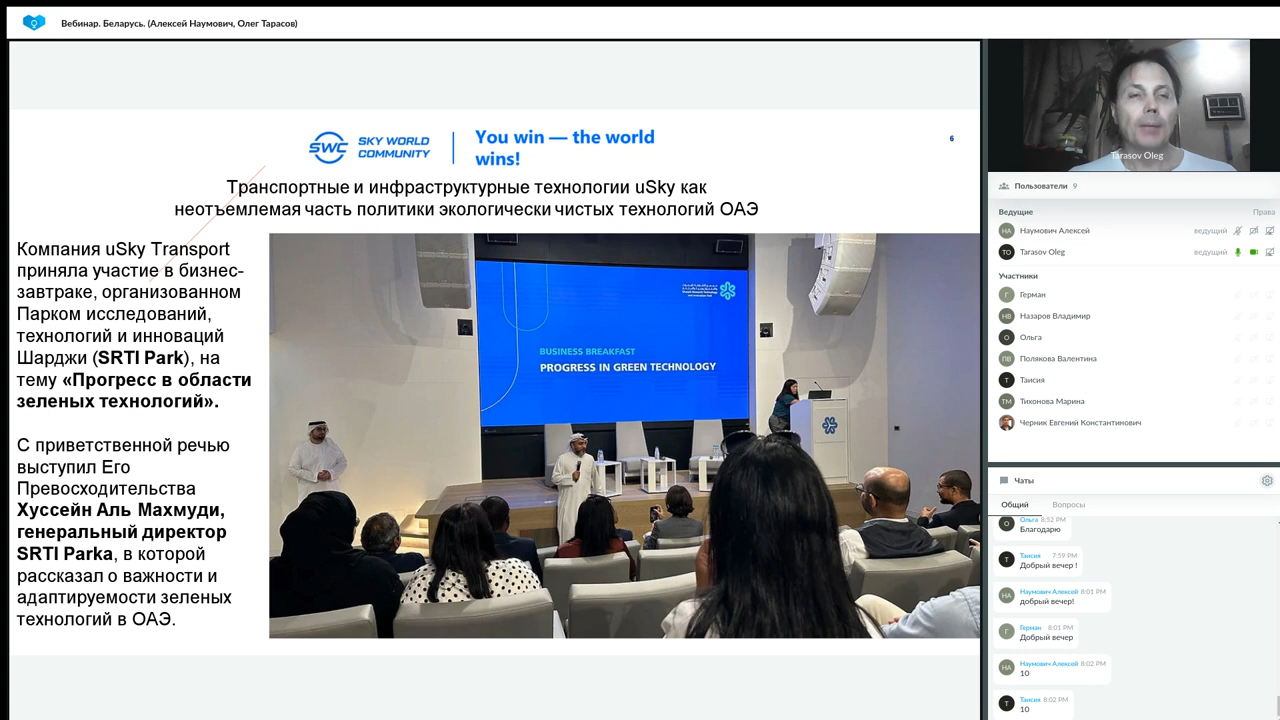 Вебинар. Беларусь. (Алексей Наумович, Олег Тарасов)
SWC SKY WORLD COMMUNITY
You win — the world
wins!
6
Транспортные и инфраструктурные технологии uSky как
неотъемлемая часть политики экологически чистых технологий ОАЭ
Компания uSky Transport
приняла участие в бизнес-
завтраке, организованном
Парком исследований,
технологий и инноваций
Шарджи (SRTI Park), на
тему «Прогресс в области
зеленых технологий».
С приветственной речью
выступил Его
Превосходительства
Хуссейн Аль Махмуди,
генеральный директор
SRTI Parka, в которой
рассказал о важности и
адаптируемости зеленых
технологий в ОАЭ.
BUSINESS BREAKFAST
PROGRESS IN GREEN TECHNOLOGY
Tarasov Oleg
Пользователи 9
Ведущие Права
НА Наумович Алексей ведущий
TO Tarasov Oleg ведущий
Участники
Г Герман
НВ Назаров Владимир
О Ольга
ПВ Полякова Валентина
Т Таисия
ТМ Тихонова Марина
Черник Евгений Константинович
Чаты
Общий Вопросы
О Ольга 8:52 PM
Благодарю
Т Таисия 7:59 PM
Добрый вечер !
НА Наумович Алексей 8:01 PM
добрый вечер!
Г Герман 8:01 PM
Добрый вечер
НА Наумович Алексей 8:02 PM
10
Т Таисия 8:02 PM
10